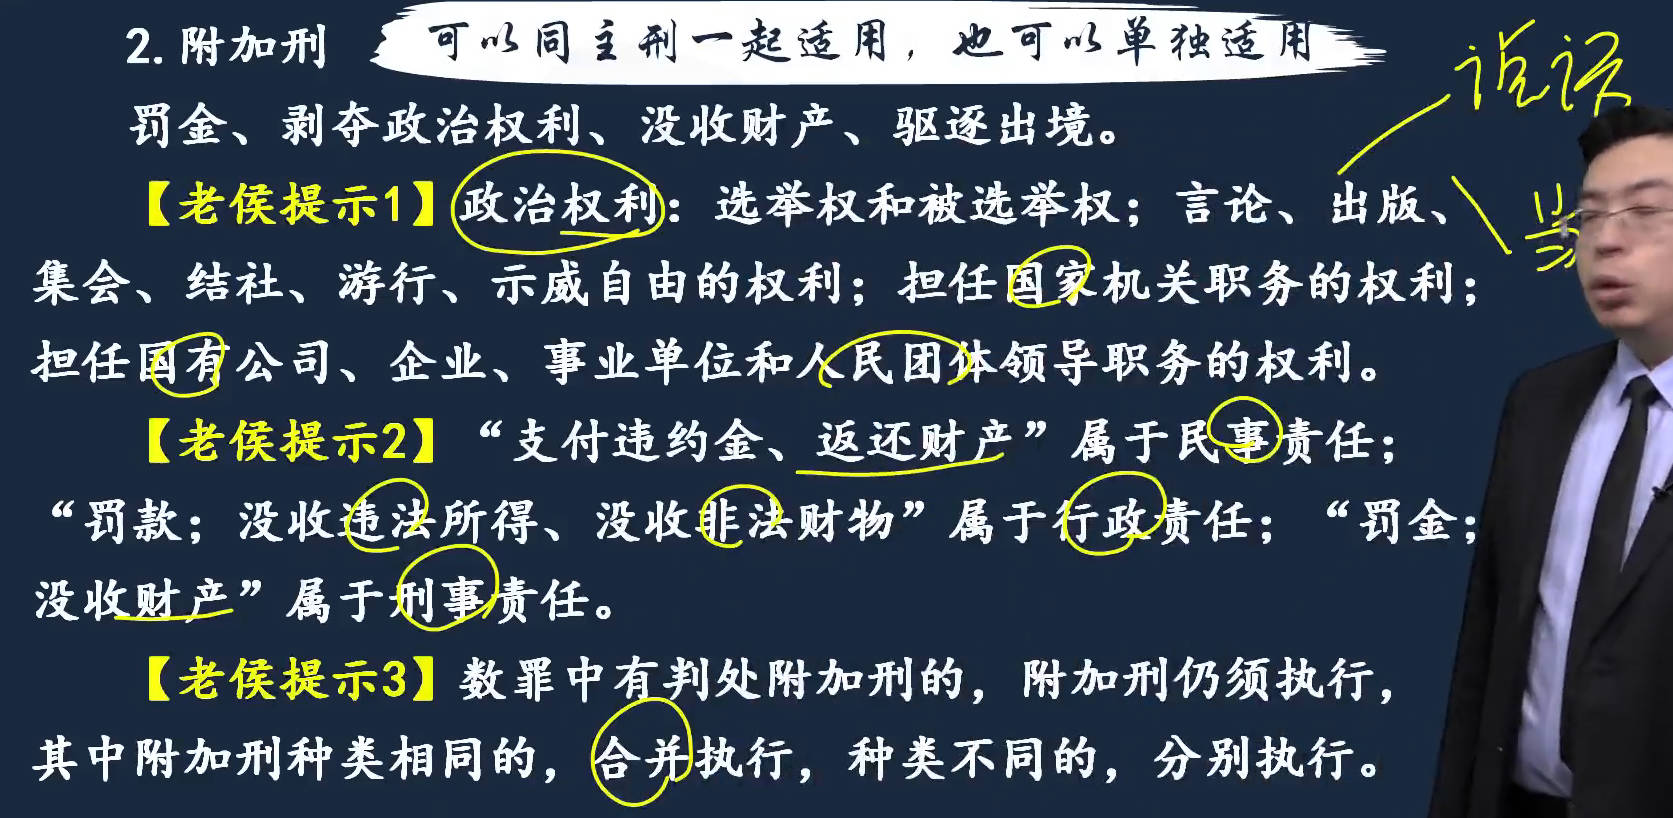 2.附加刑 可以同主刑一起适用，也可以单独适用
说话
罚金、剥夺政治权利、没收财产、驱逐出境。
【老侯提示1】政治权利：选举权和被选举权；言论、出版、
集会、结社、游行、示威自由的权利；担任国家机关职务的权利；
担任国有公司、企业、事业单位和人民团体领导职务的权利。
【老侯提示2】“支付违约金、返还财产”属于民事责任；
“罚款；没收违法所得、没收非法财物”属于行政责任；“罚金；
没收财产”属于刑事责任。
【老侯提示3】数罪中有判处附加刑的，附加刑仍须执行，
其中附加刑种类相同的，合并执行，种类不同的，分别执行。